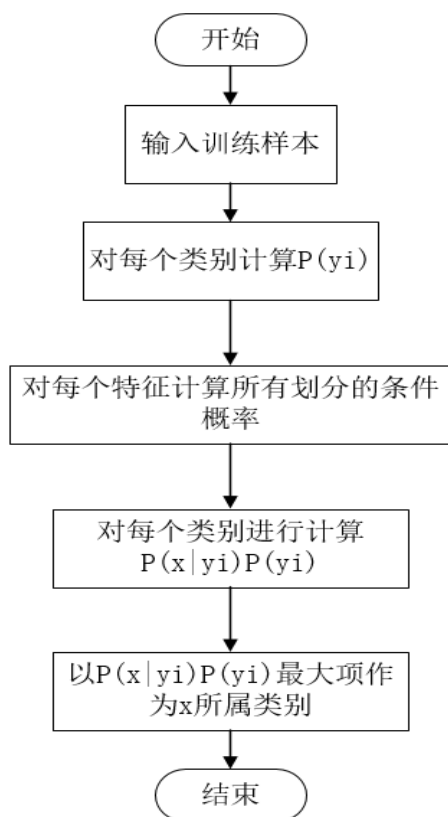 开始
输入训练样本
对每个类别计算P(yi)
对每个特征计算所有划分的条件
概率
对每个类别进行计算
P(x|yi)P(yi)
以P(x|yi)P(yi)最大项作
为x所属类别
结束